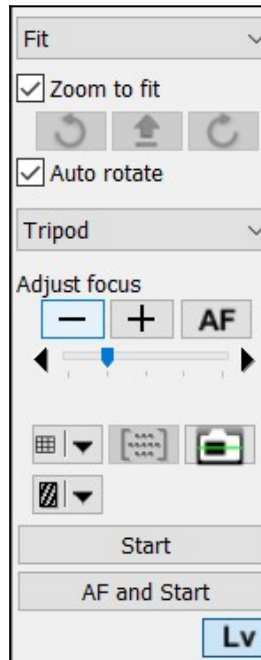 Fit
Zoom to fit
Auto rotate
Tripod
Adjust focus
− + AF
Start
AF and Start
Lv